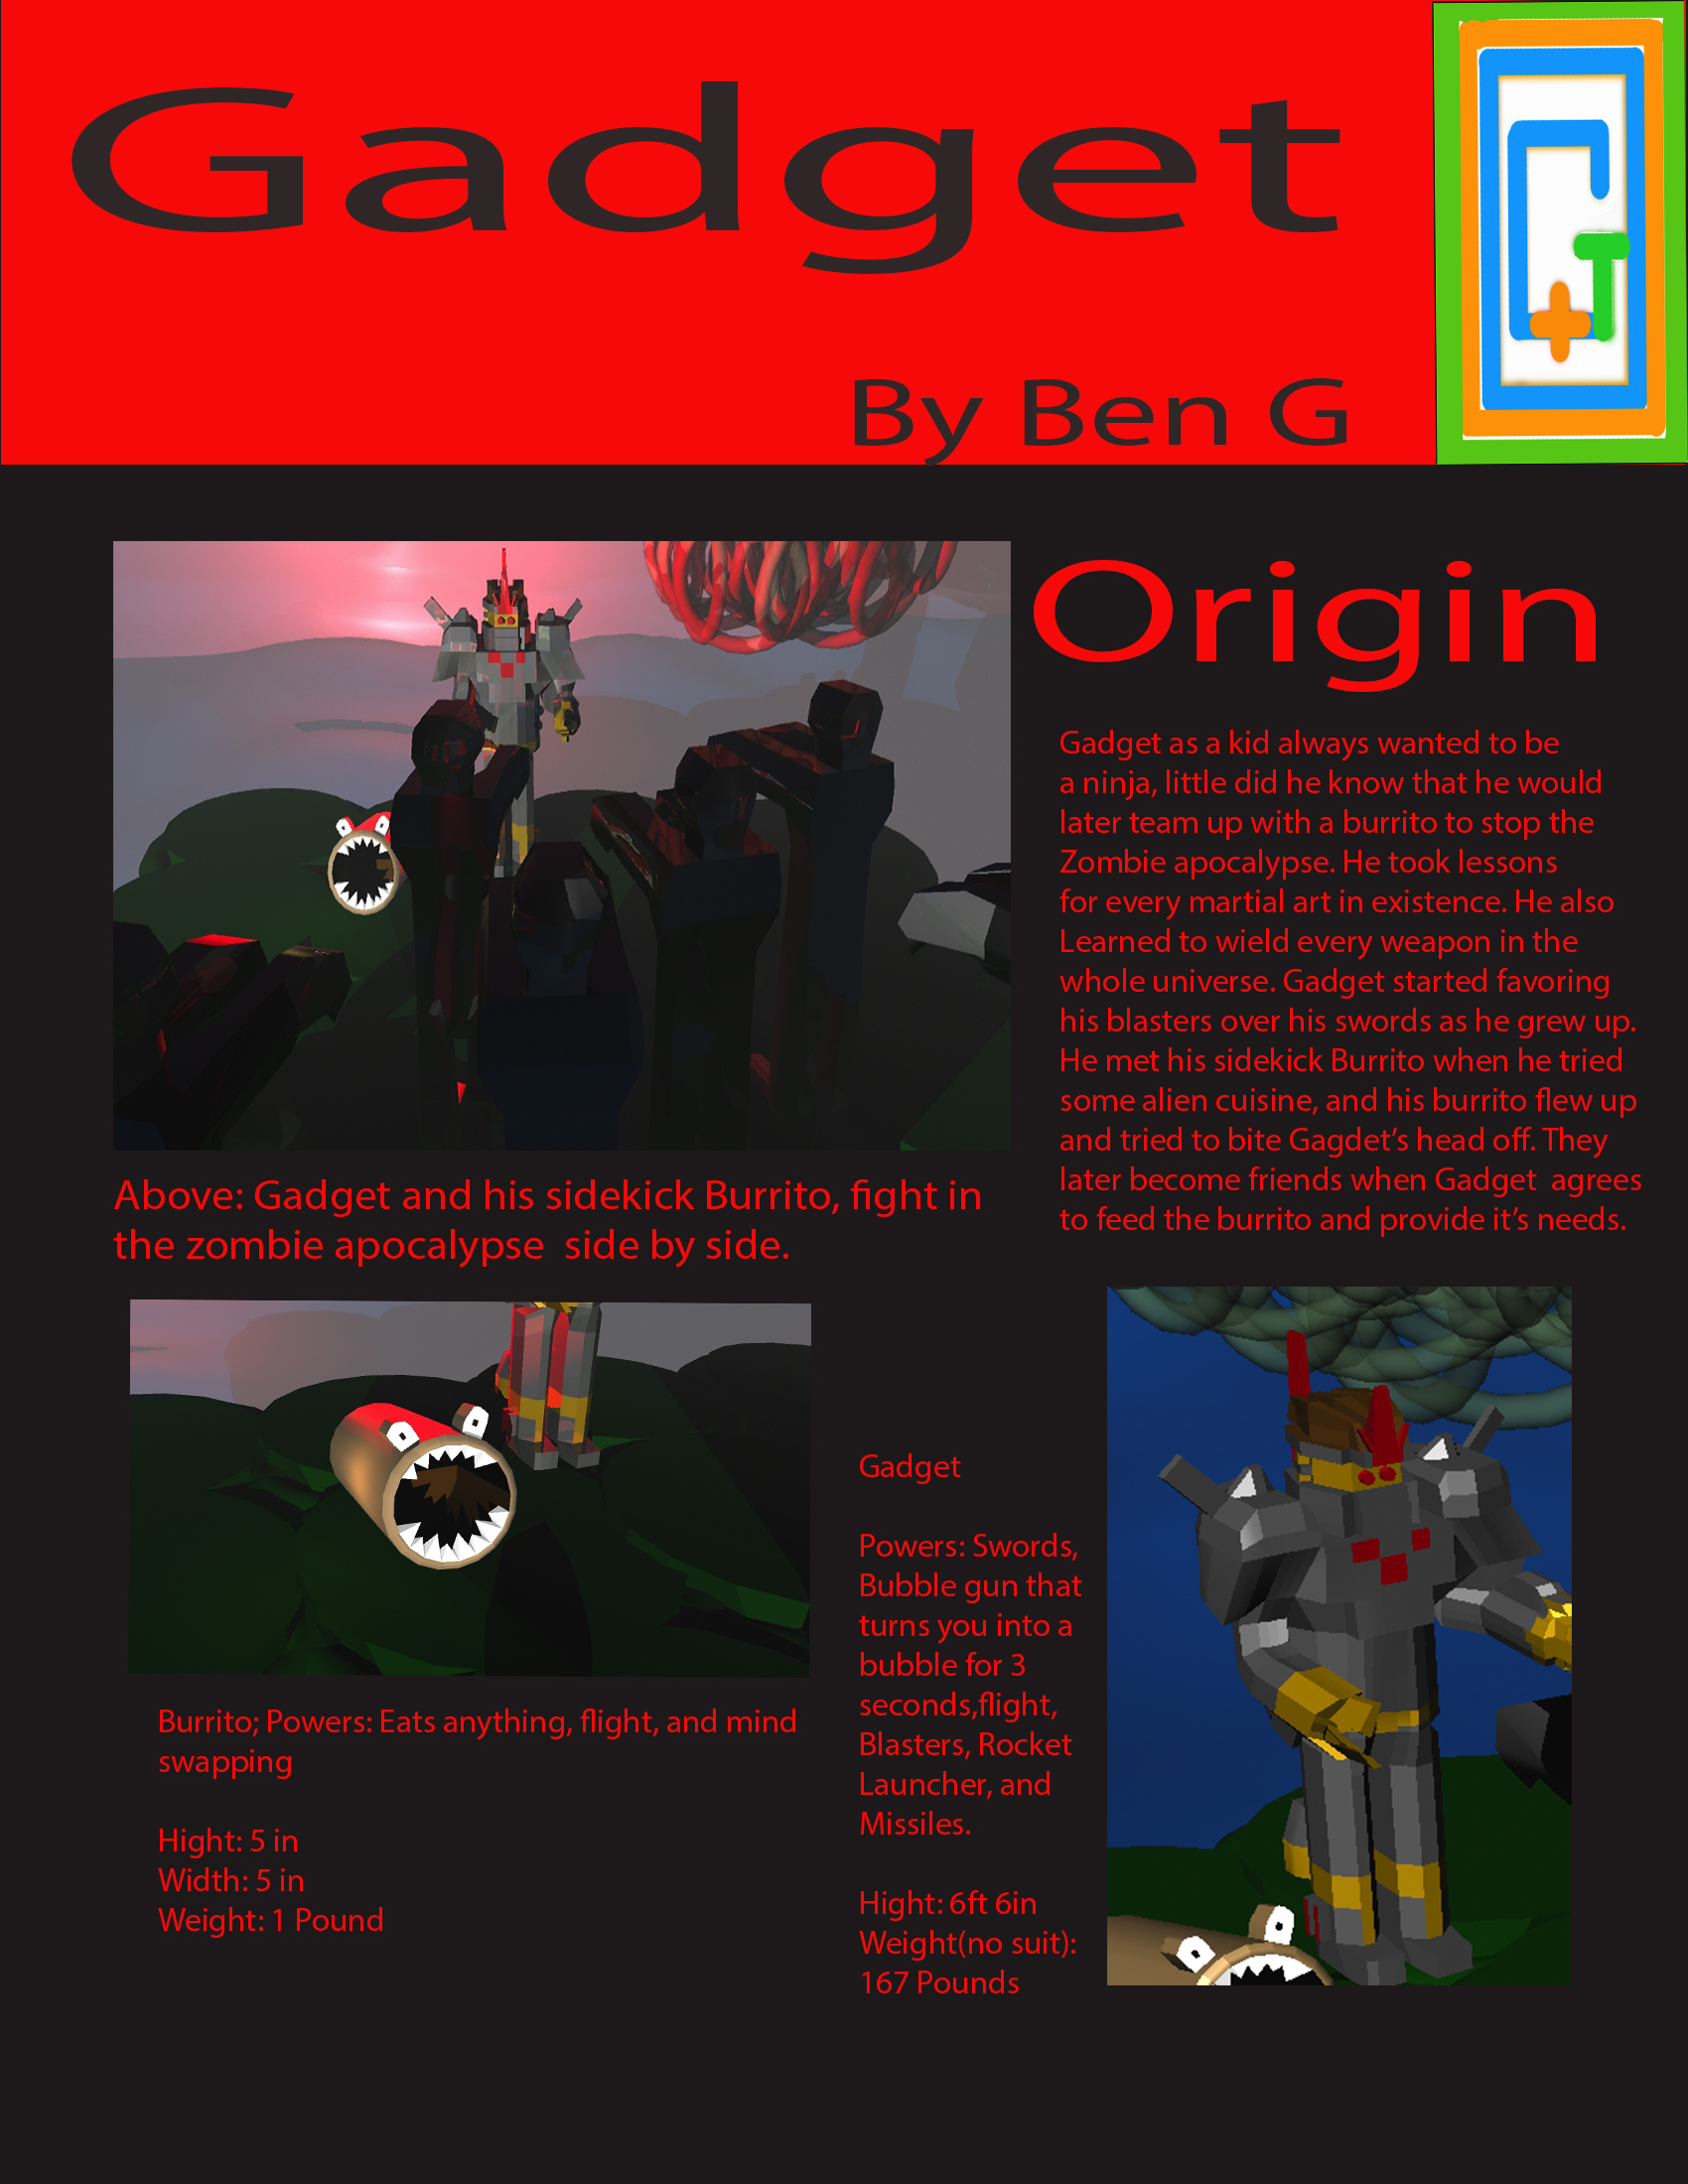 Gadget
By Ben G
Origin
Gadget as a kid always wanted to be
a ninja, little did he know that he would
later team up with a burrito to stop the
Zombie apocalypse. He took lessons
for every martial art in existence. He also
Learned to wield every weapon in the
whole universe. Gadget started favoring
his blasters over his swords as he grew up.
He met his sidekick Burrito when he tried
some alien cuisine, and his burrito flew up
and tried to bite Gagdet’s head off. They
later become friends when Gadget  agrees
to feed the burrito and provide it’s needs.
Above: Gadget and his sidekick Burrito, fight in
the zombie apocalypse  side by side.
Burrito; Powers: Eats anything, flight, and mind
swapping
Hight: 5 in
Width: 5 in
Weight: 1 Pound
Gadget
Powers: Swords,
Bubble gun that
turns you into a
bubble for 3
seconds,flight,
Blasters, Rocket
Launcher, and
Missiles.
Hight: 6ft 6in
Weight(no suit):
167 Pounds